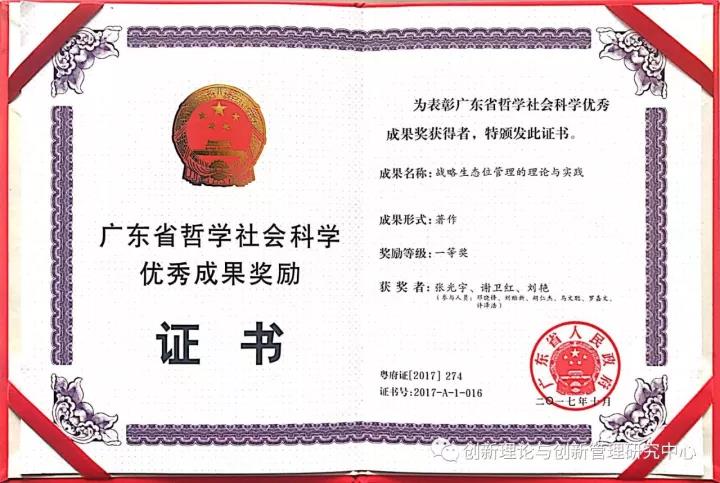 广东省哲学社会科学
优秀成果奖励
证书
为表彰广东省哲学社会科学优秀
成果奖获得者，特颁发此证书。
成果名称：战略生态位管理的理论与实践
成果形式：著作
奖励等级：一等奖
获奖者：张光宇、谢卫红、刘艳
（参与人员：邓晓锋、刘贻新、胡仁杰、马文聪、罗嘉文、
许泽浩）
粤府证[2017] 274
证书号:2017-A-1-016
广东省人民政府
二〇一七年十月
创新理论与创新管理研究中心